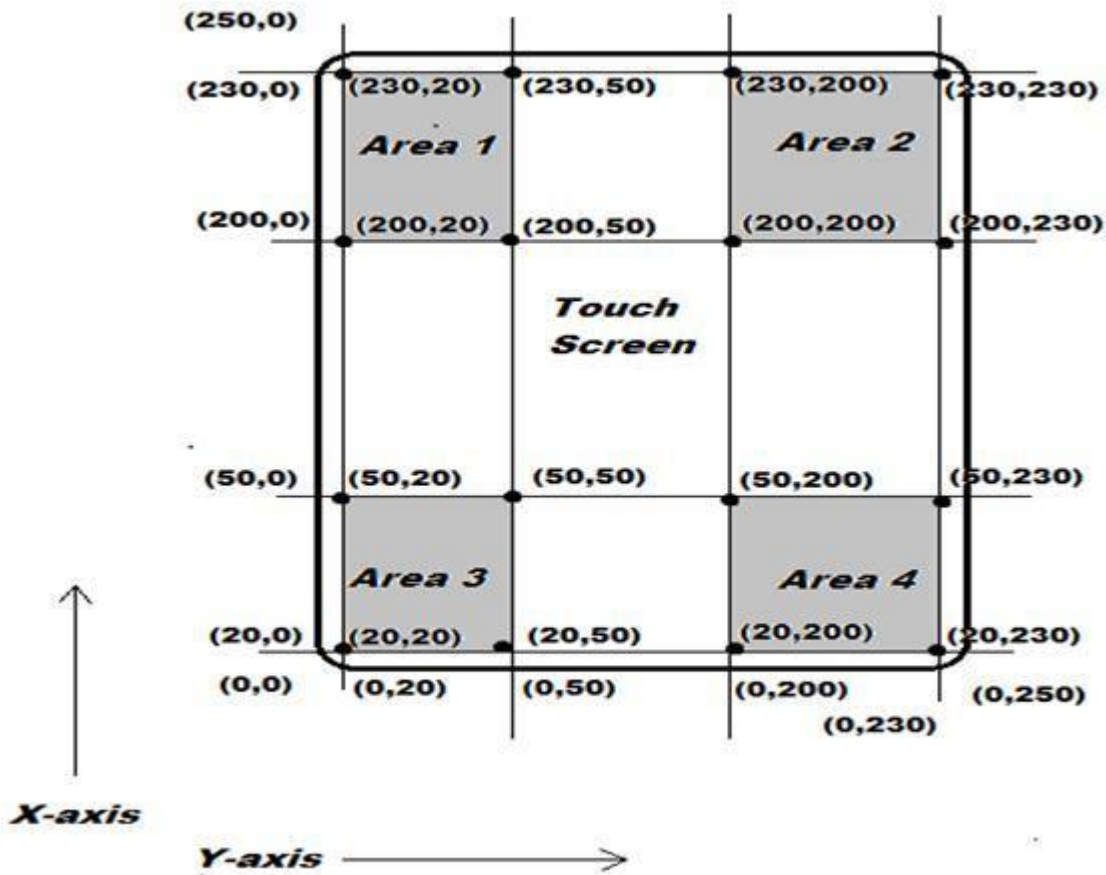 (250,0)
(230,0) (230,20) (230,50) (230,200) (230,230)
Area 1 Area 2
(200,0) (200,20) (200,50) (200,200) (200,230)
Touch
Screen
(50,0) (50,20) (50,50) (50,200) (50,230)
Area 3 Area 4
(20,0) (20,20) (20,50) (20,200) (20,230)
(0,0) (0,20) (0,50) (0,200) (0,250)
(0,230)
X-axis
Y-axis